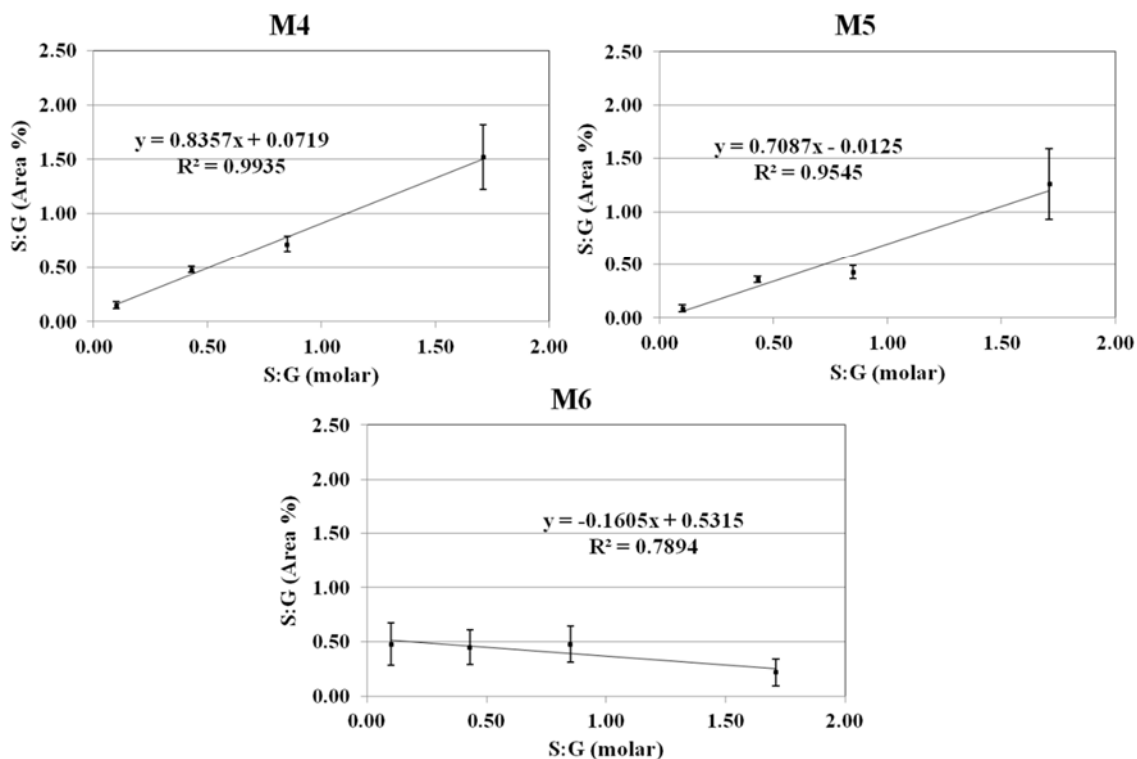 M4
2.50
2.00
1.50
1.00
0.50
0.00
S:G (Area %)
y = 0.8357x + 0.0719
R² = 0.9935
0.00 0.50 1.00 1.50 2.00
S:G (molar)
M5
2.50
2.00
1.50
1.00
0.50
0.00
S:G (Area %)
y = 0.7087x - 0.0125
R² = 0.9545
0.00 0.50 1.00 1.50 2.00
S:G (molar)
M6
2.50
2.00
1.50
1.00
0.50
0.00
S:G (Area %)
y = -0.1605x + 0.5315
R² = 0.7894
0.00 0.50 1.00 1.50 2.00
S:G (molar)